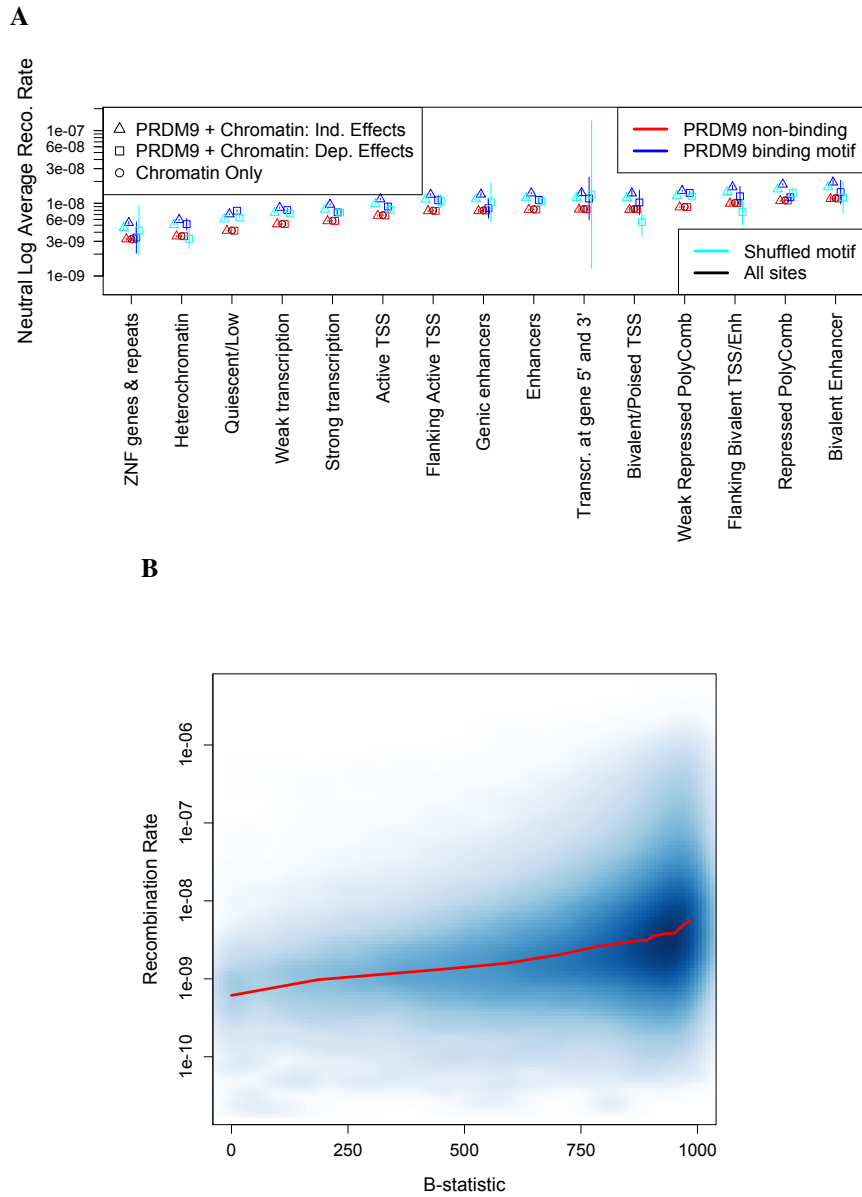 A
Neutral Log Average Reco. Rate
1e-07
6e-08
3e-08
1e-08
6e-09
3e-09
1e-09
PRDM9 + Chromatin: Ind. Effects
PRDM9 + Chromatin: Dep. Effects
Chromatin Only
PRDM9 non-binding
PRDM9 binding motif
Shuffled motif
All sites
ZNF genes & repeats
Heterochromatin
Quiescent/Low
Weak transcription
Strong transcription
Active TSS
Flanking Active TSS
Genic enhancers
Enhancers
Transcr. at gene 5' and 3'
Bivalent/Poised TSS
Weak Repressed PolyComb
Flanking Bivalent TSS/Enh
Repressed PolyComb
Bivalent Enhancer
B
Recombination Rate
1e-06
1e-07
1e-08
1e-09
1e-10
0
250
500
750
1000
B-statistic